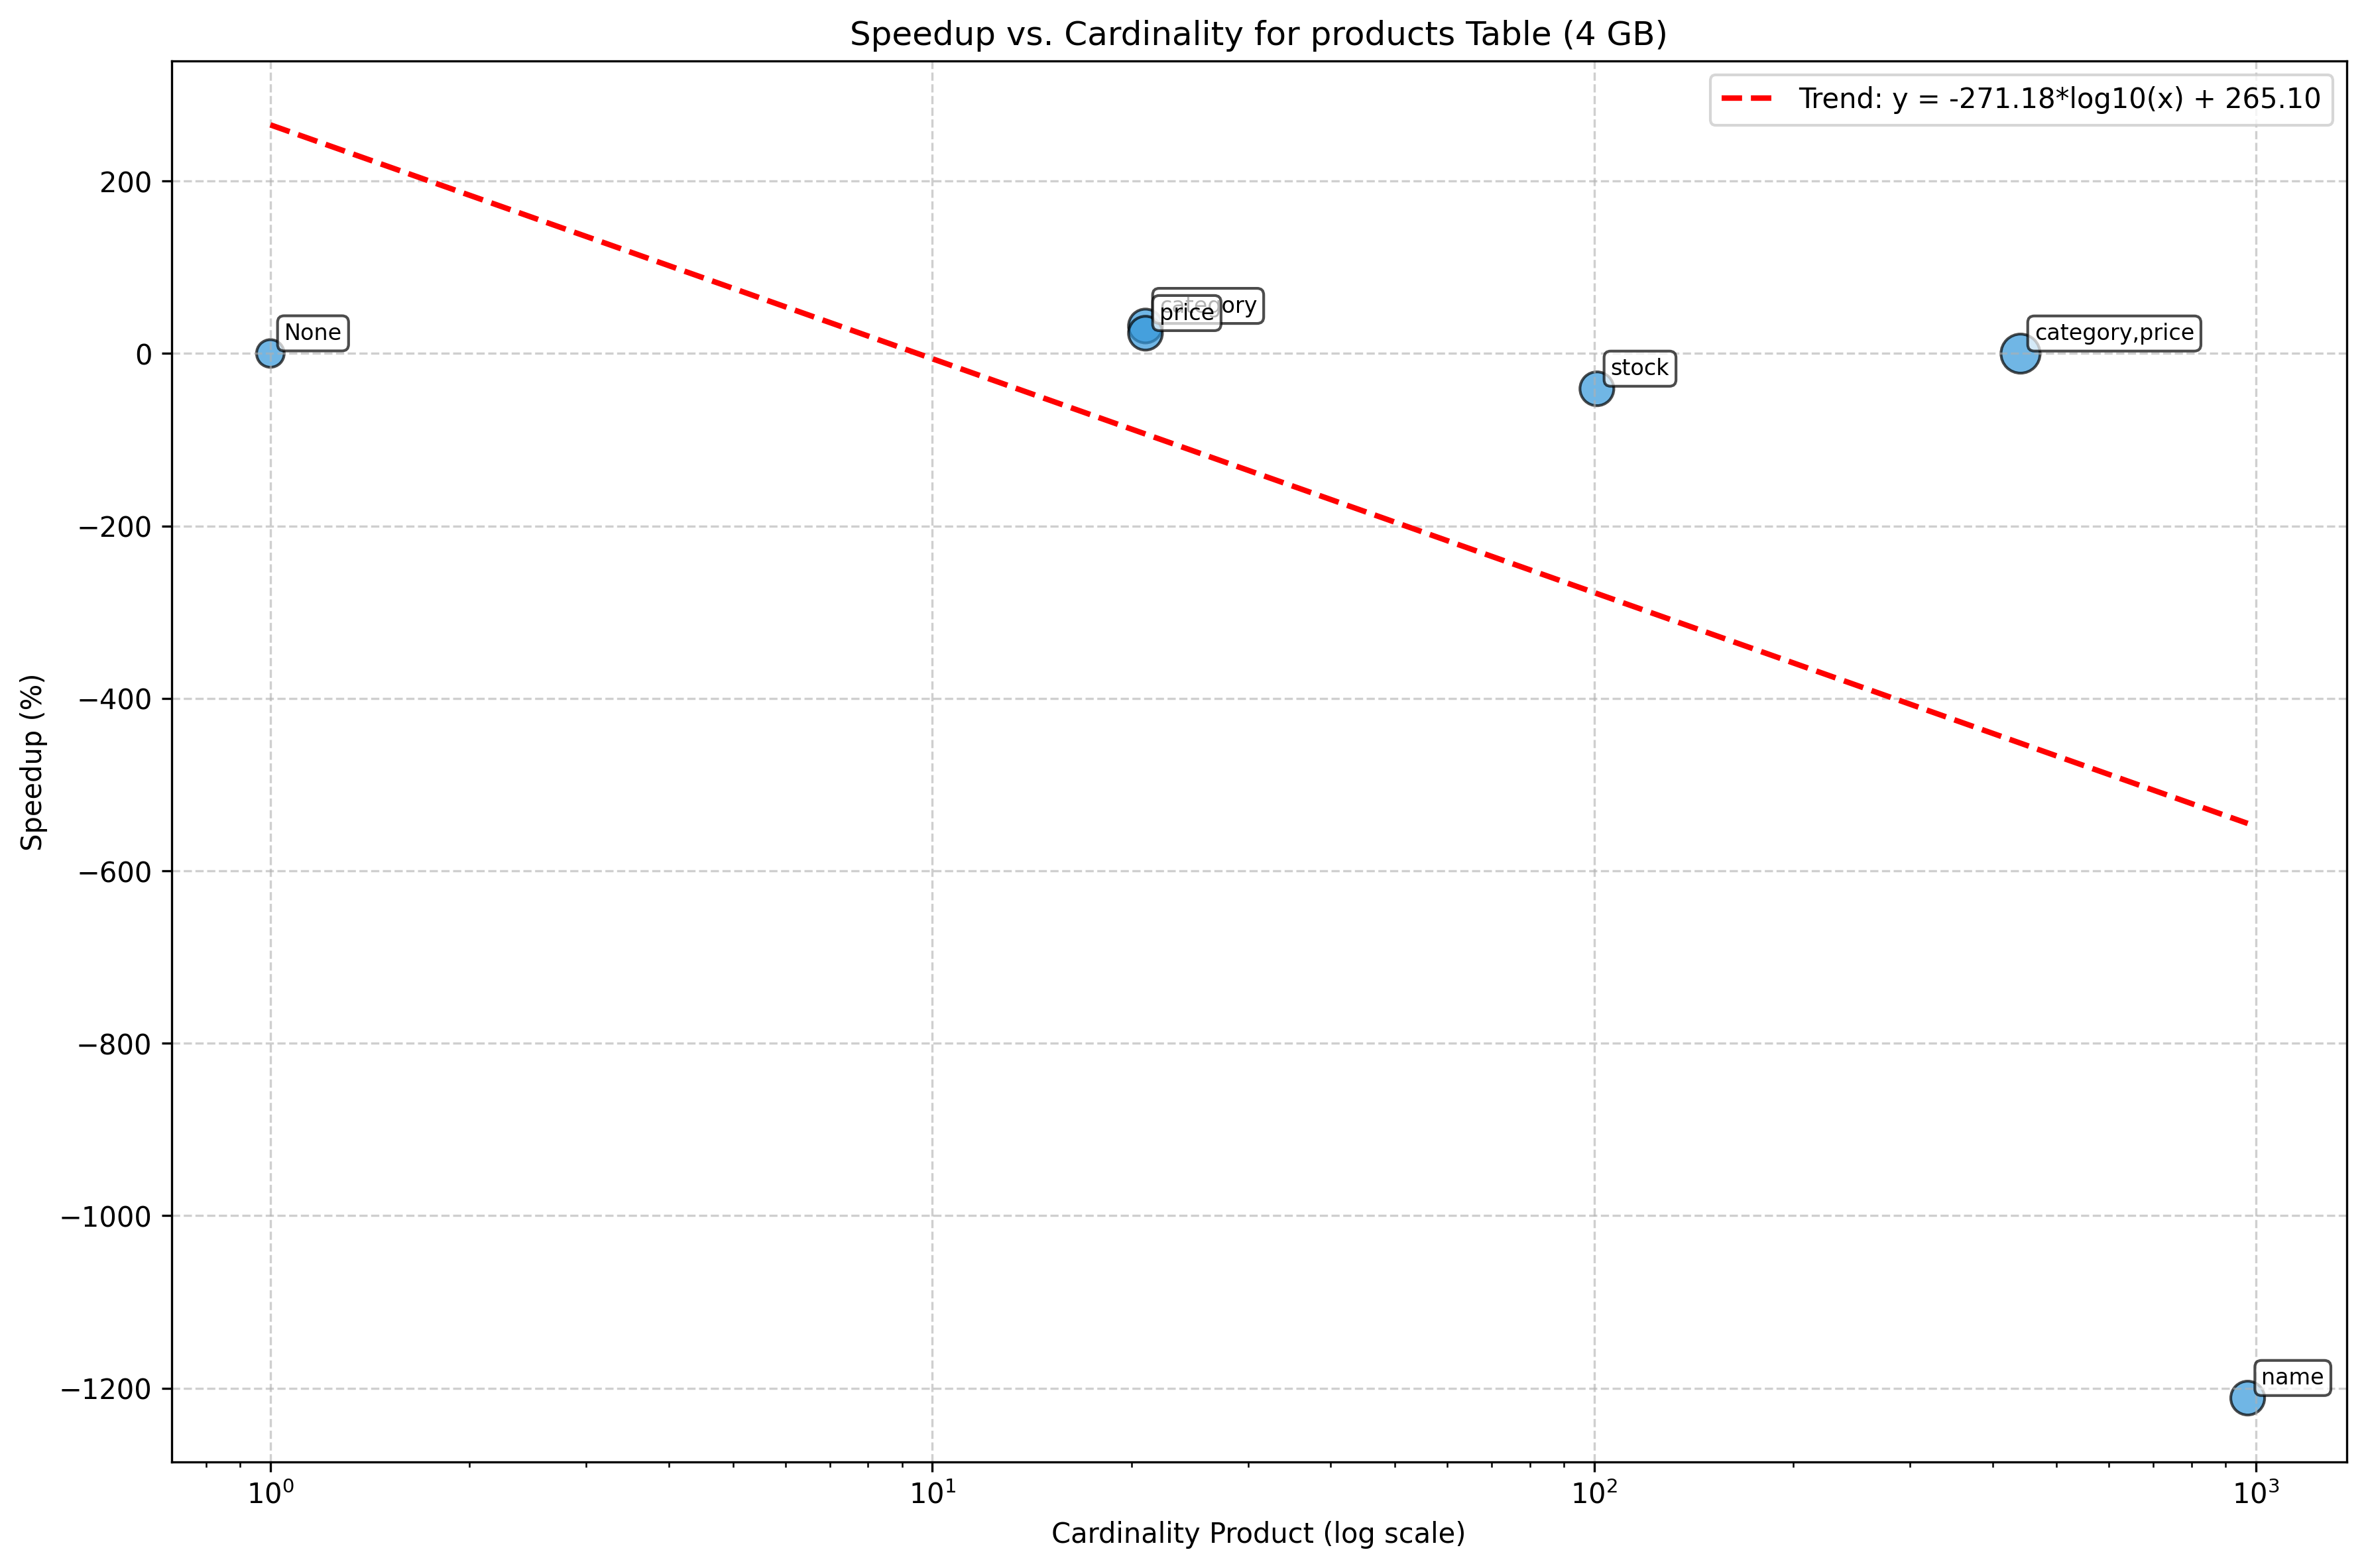 Speedup vs. Cardinality for products Table (4 GB)
Trend: y = -271.18*log10(x) + 265.10
200
0
−200
−400
−600
−800
−1000
−1200
Speedup (%)
None
category
price
category,price
stock
name
10⁰
10¹
10²
10³
Cardinality Product (log scale)